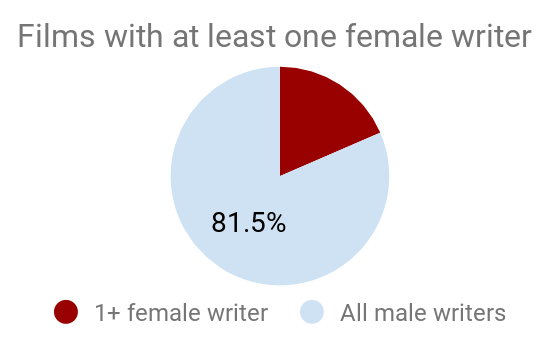 Films with at least one female writer
81.5%
1+ female writer
All male writers